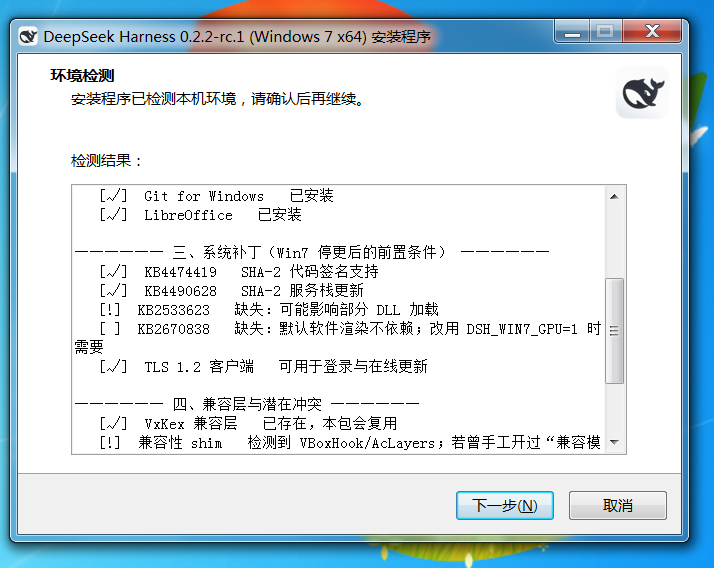 DeepSeek Harness 0.2.2-rc.1 (Windows 7 x64) 安装程序
环境检测
安装程序已检测本机环境，请确认后再继续。
检测结果：
[✓] Git for Windows 已安装
[✓] LibreOffice 已安装
—————— 三、系统补丁（Win7 停更后的前置条件） ——————
[✓] KB4474419 SHA-2 代码签名支持
[✓] KB4490628 SHA-2 服务栈更新
[!] KB2533623 缺失：可能影响部分 DLL 加载
[ ] KB2670838 缺失：默认软件渲染不依赖；改用 DSH_WIN7_GPU=1 时
需要
[✓] TLS 1.2 客户端 可用于登录与在线更新
—————— 四、兼容层与潜在冲突 ——————
[✓] VxKex 兼容层 已存在，本包会复用
[!] 兼容性 shim 检测到 VBoxHook/AcLayers；若曾手工开过“兼容模
下一步(N)
取消